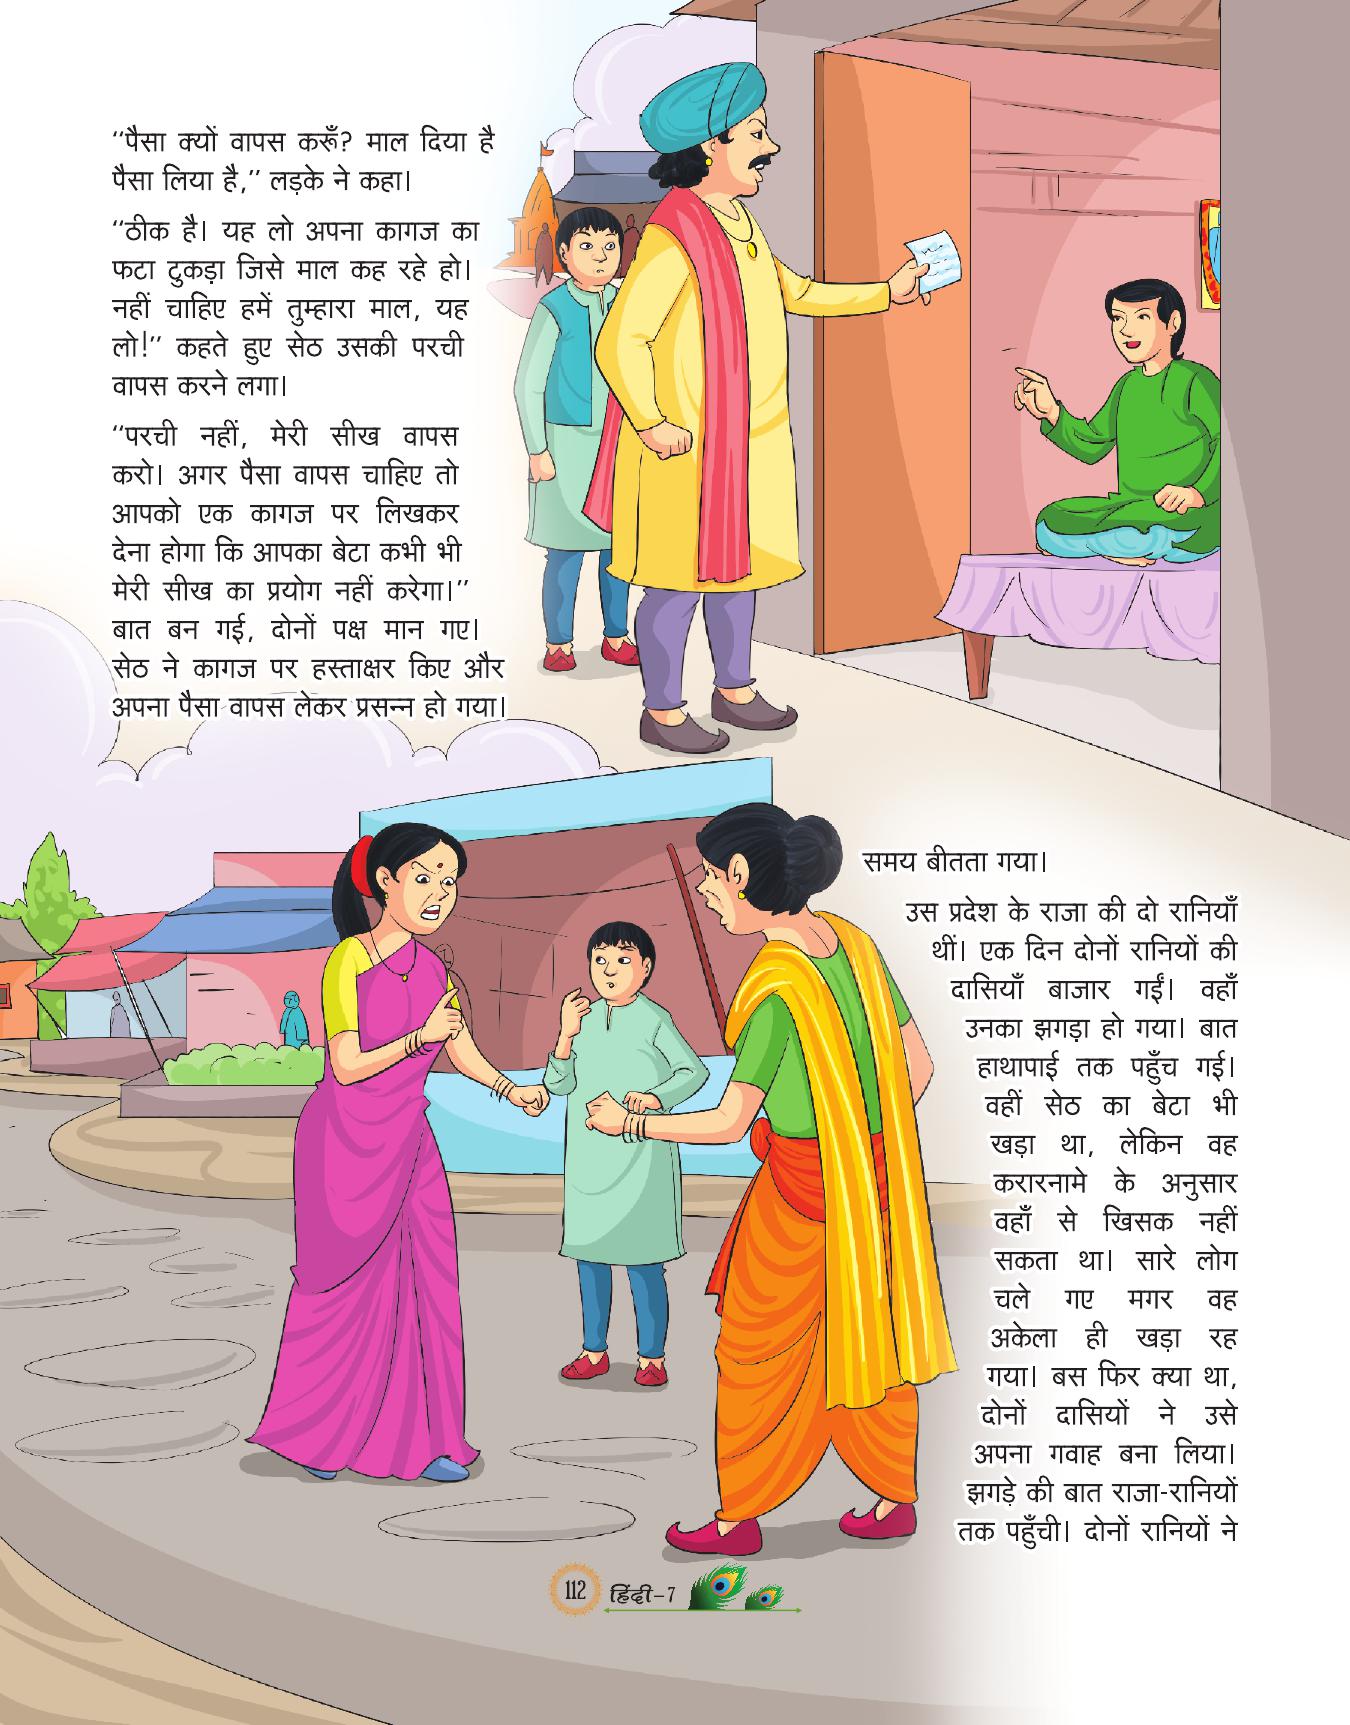 “पैसा क्यों वापस करूँ? माल दिया है
पैसा लिया है,” लड़के ने कहा।
“ठीक है। यह लो अपना कागज का
फटा टुकड़ा जिसे माल कह रहे हो।
नहीं चाहिए हमें तुम्हारा माल, यह
लो!” कहते हुए सेठ उसकी परची
वापस करने लगा।
“परची नहीं, मेरी सीख वापस
करो। अगर पैसा वापस चाहिए तो
आपको एक कागज पर लिखकर
देना होगा कि आपका बेटा कभी भी
मेरी सीख का प्रयोग नहीं करेगा।”
बात बन गई, दोनों पक्ष मान गए।
सेठ ने कागज पर हस्ताक्षर किए और
अपना पैसा वापस लेकर प्रसन्न हो गया।
समय बीतता गया।
उस प्रदेश के राजा की दो रानियाँ
थीं। एक दिन दोनों रानियों की
दासियाँ बाजार गईं। वहाँ
उनका झगड़ा हो गया। बात
हाथापाई तक पहुँच गई।
वहीं सेठ का बेटा भी
खड़ा था, लेकिन वह
करारनामे के अनुसार
वहाँ से खिसक नहीं
सकता था। सारे लोग
चले गए मगर वह
अकेला ही खड़ा रह
गया। बस फिर क्या था,
दोनों दासियों ने उसे
अपना गवाह बना लिया।
झगड़े की बात राजा-रानियों
तक पहुँची। दोनों रानियों ने
112 हिंदी–7